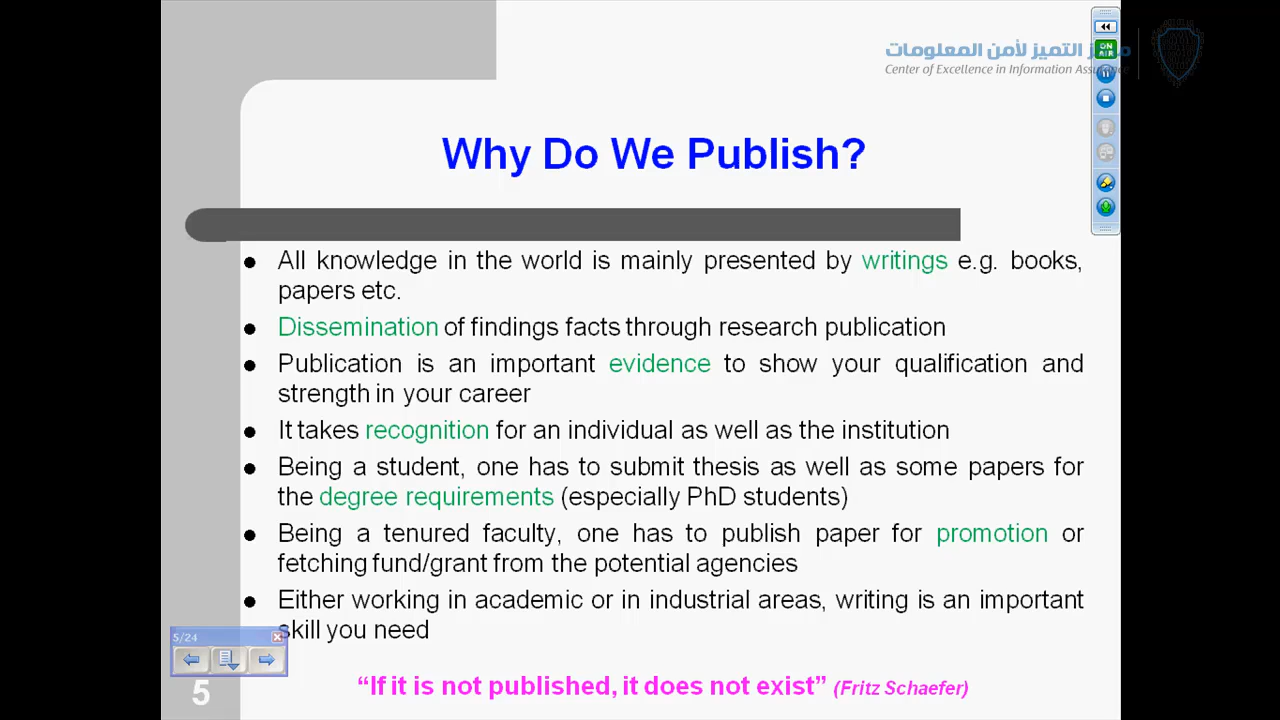 مركز التميز لأمن المعلومات
Center of Excellence in Information Assurance
ON AIR
Why Do We Publish?
All knowledge in the world is mainly presented by writings e.g. books,
papers etc.
Dissemination of findings facts through research publication
Publication is an important evidence to show your qualification and
strength in your career
It takes recognition for an individual as well as the institution
Being a student, one has to submit thesis as well as some papers for
the degree requirements (especially PhD students)
Being a tenured faculty, one has to publish paper for promotion or
fetching fund/grant from the potential agencies
Either working in academic or in industrial areas, writing is an important
skill you need
5/24
5
“If it is not published, it does not exist” (Fritz Schaefer)